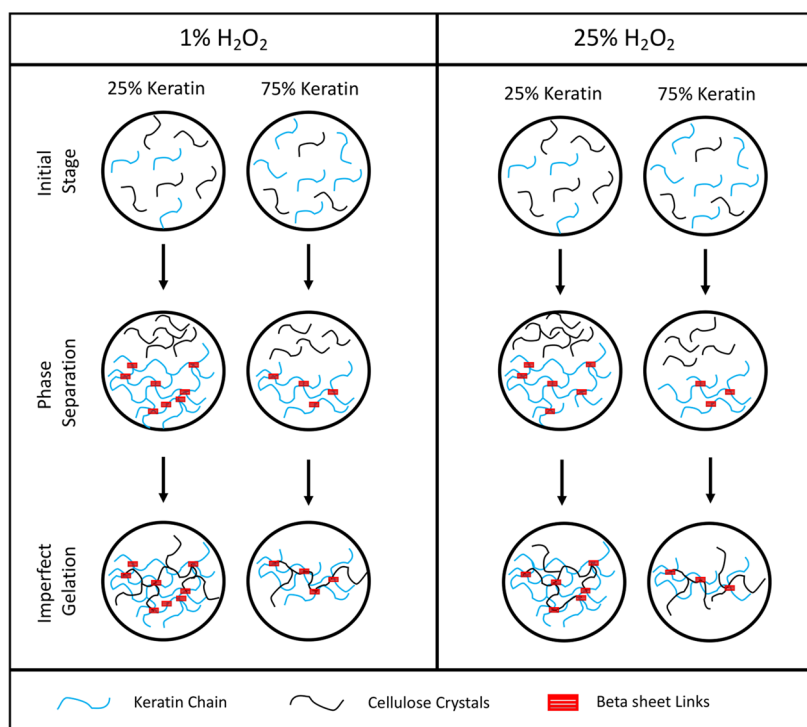 1% H₂O₂
25% H₂O₂
25% Keratin
75% Keratin
25% Keratin
75% Keratin
Initial
Stage
Phase
Separation
Imperfect
Gelation
Keratin Chain
Cellulose Crystals
Beta sheet Links